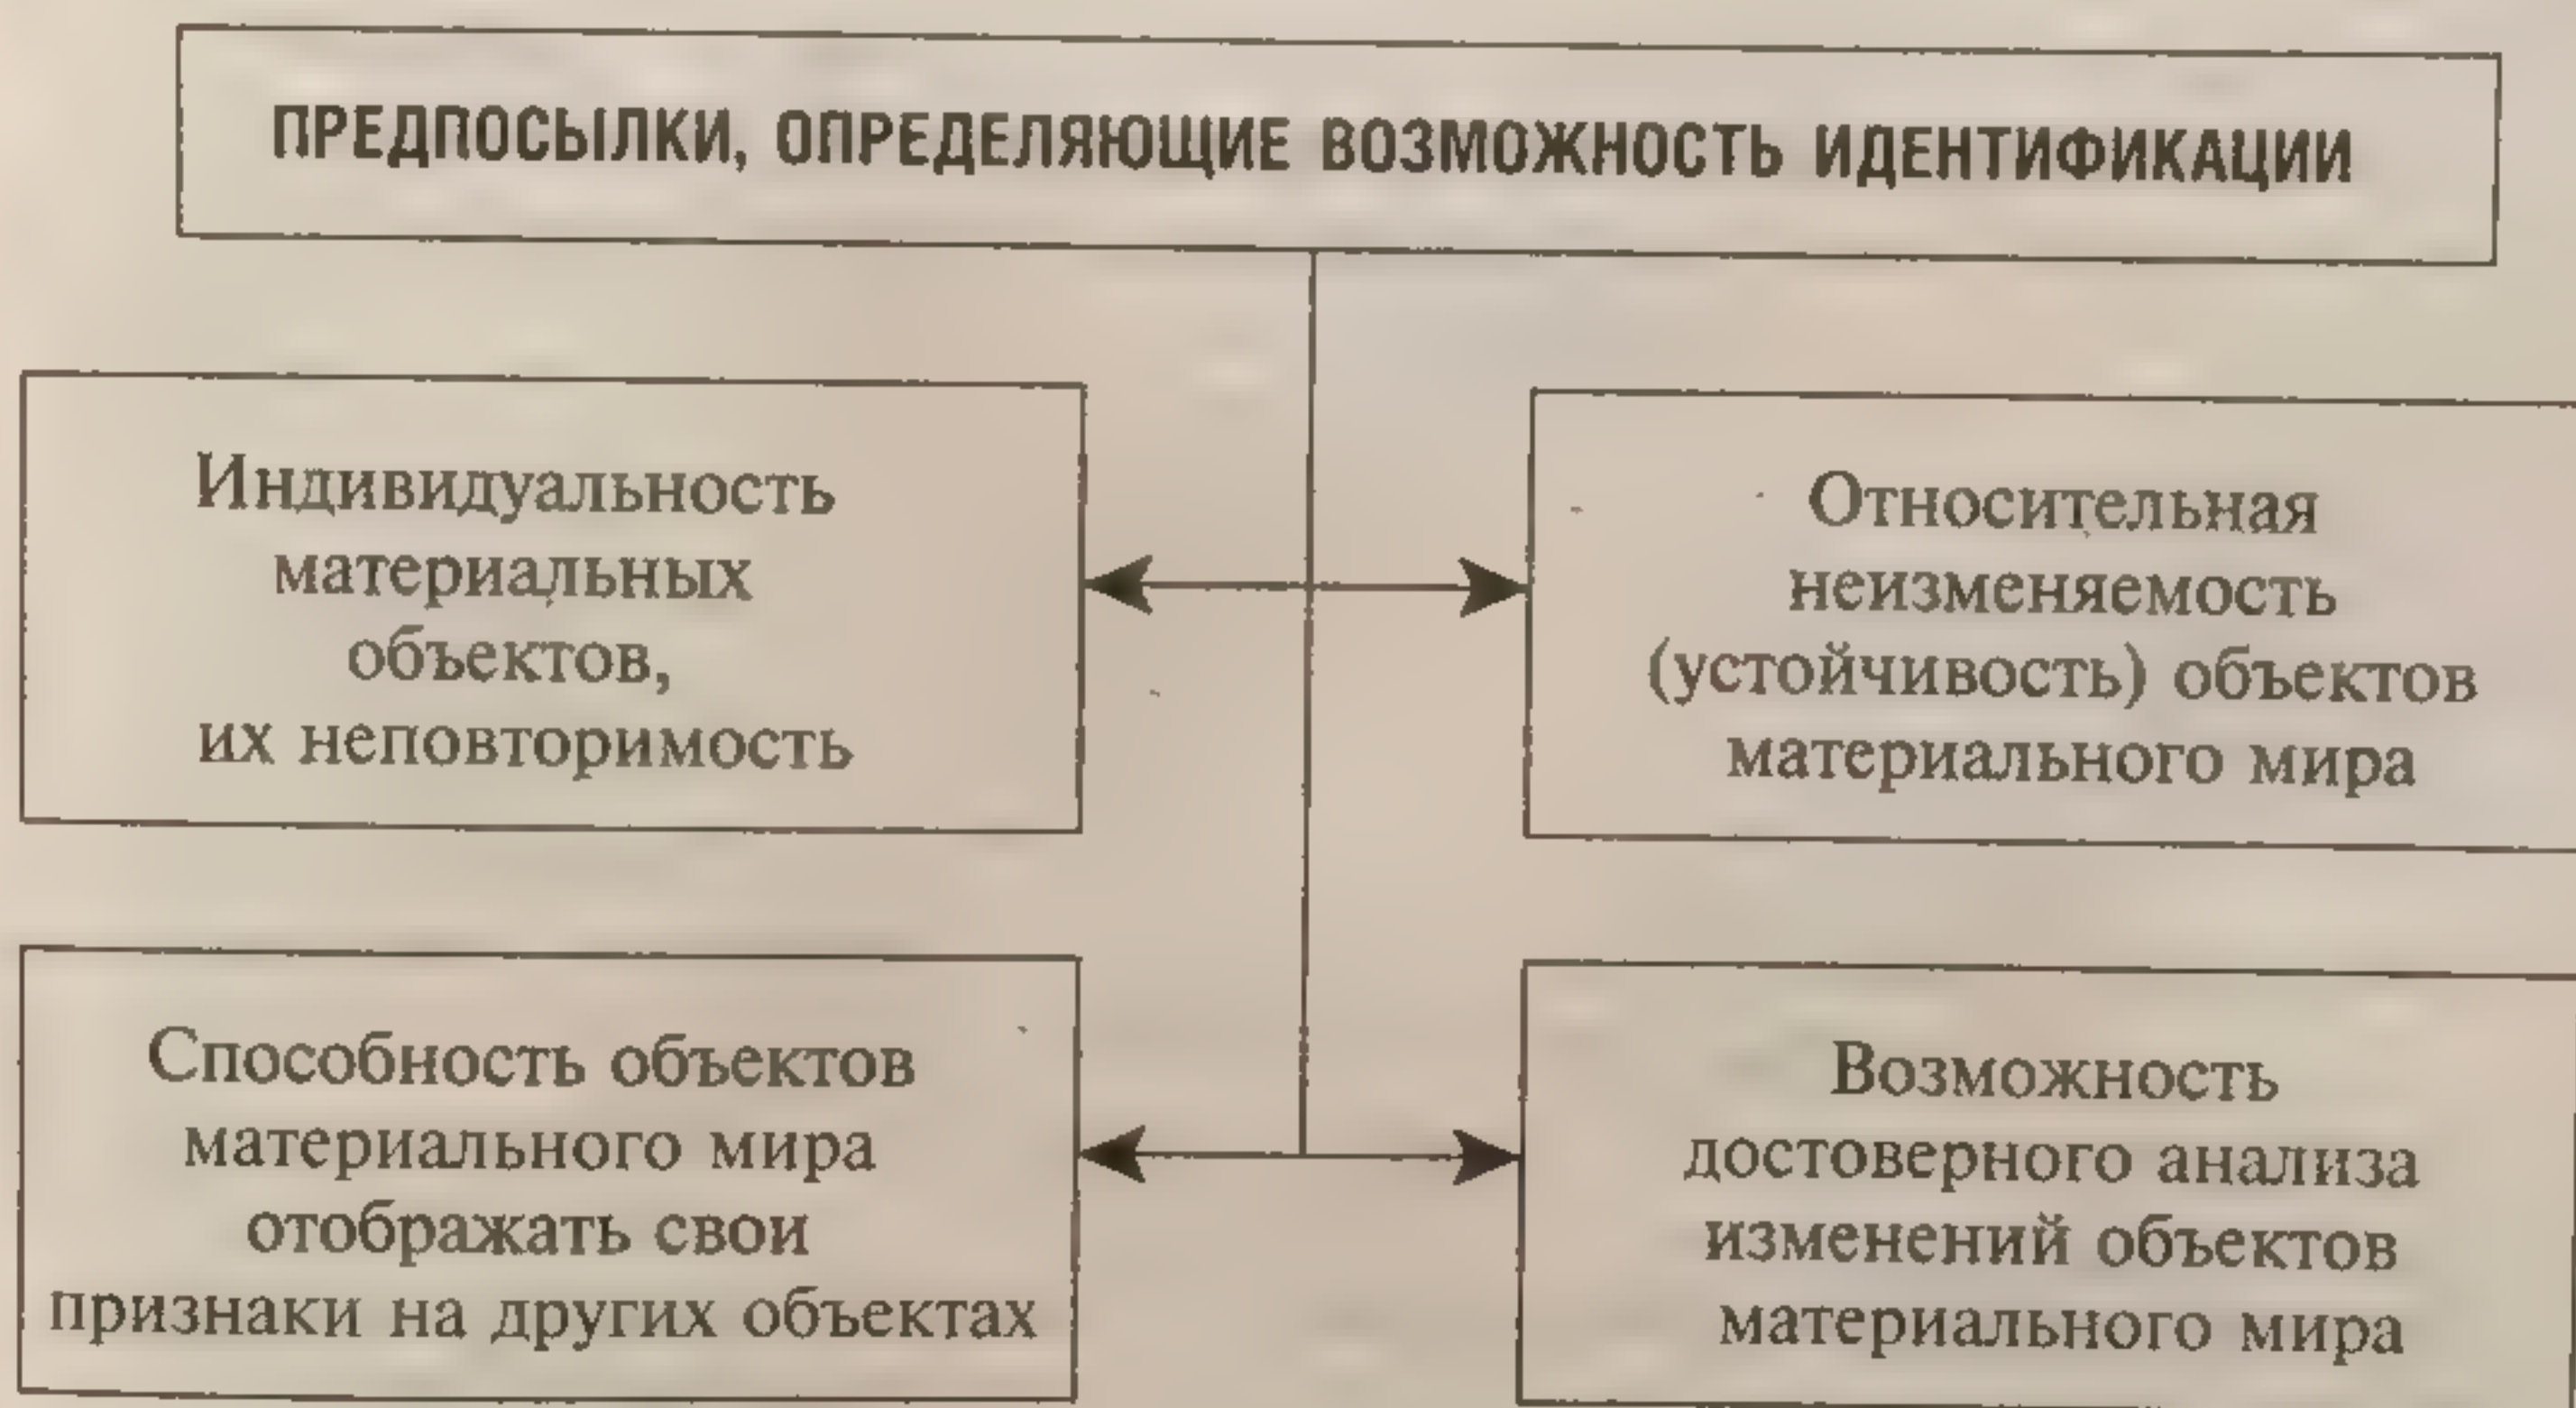 ПРЕДПОСЫЛКИ, ОПРЕДЕЛЯЮЩИЕ ВОЗМОЖНОСТЬ ИДЕНТИФИКАЦИИ
Индивидуальность
материальных
объектов,
их неповторимость
Относительная
неизменяемость
(устойчивость) объектов
материального мира
Способность объектов
материального мира
отображать свои
признаки на других объектах
Возможность
достоверного анализа
изменений объектов
материального мира